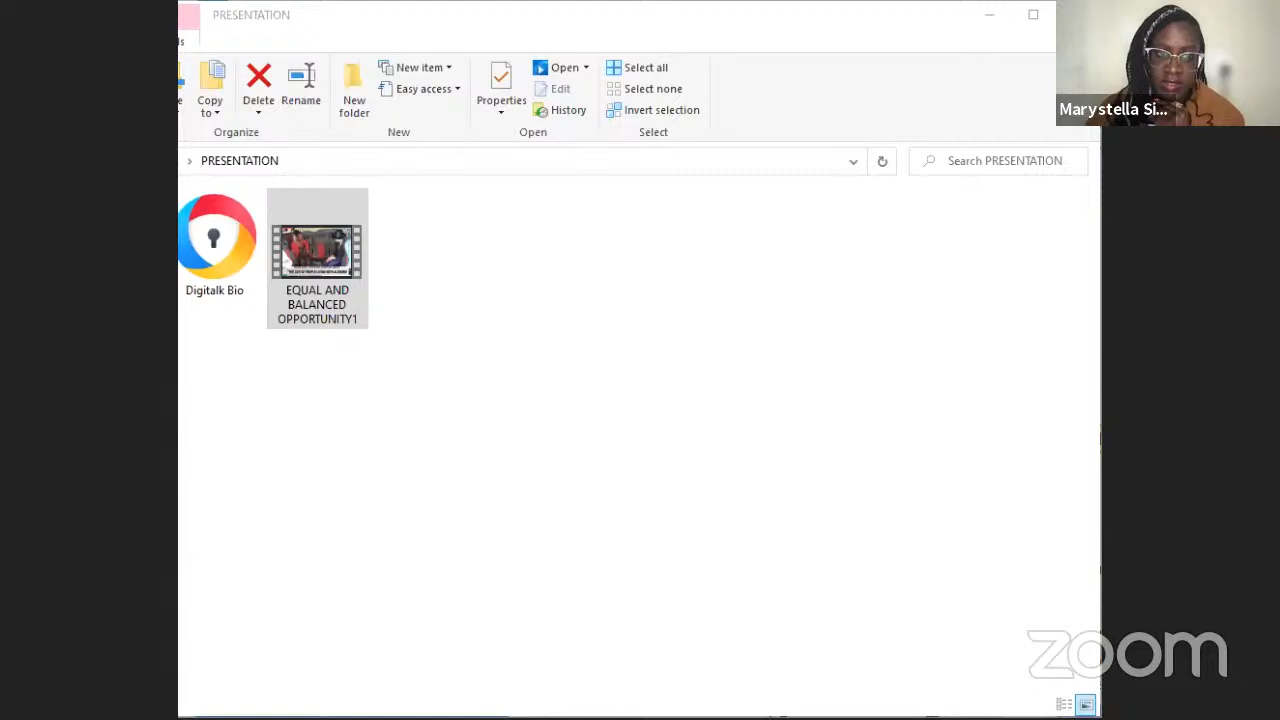 PRESENTATION
ls
Copy
to
Delete
Rename
Organize
New
folder
New item
Easy access
New
Properties
Open
Edit
History
Open
Select all
Select none
Invert selection
Select
Marystella Si...
PRESENTATION
Search PRESENTATION
Digitalk Bio
EQUAL AND
BALANCED
OPPORTUNITY1
zoom